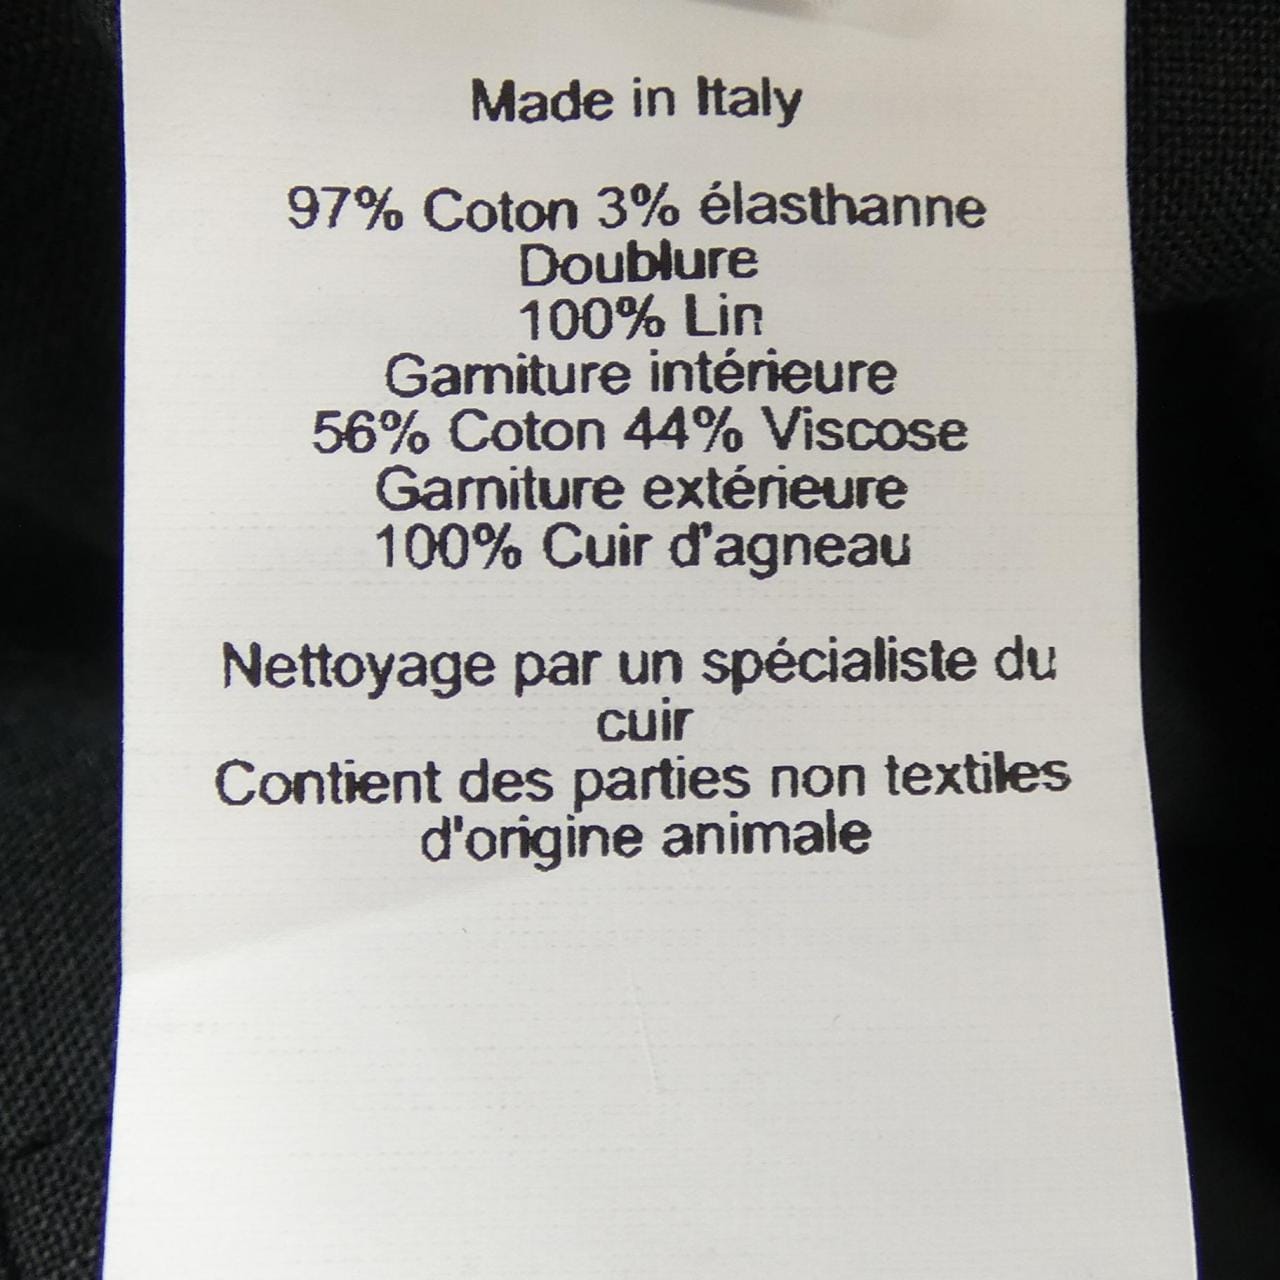 Made in Italy
97% Coton 3% élasthanne
Doublure
100% Lin
Garniture intérieure
56% Coton 44% Viscose
Garniture extérieure
100% Cuir d'agneau
Nettoyage par un spécialiste du
cuir
Contient des parties non textiles
d'origine animale